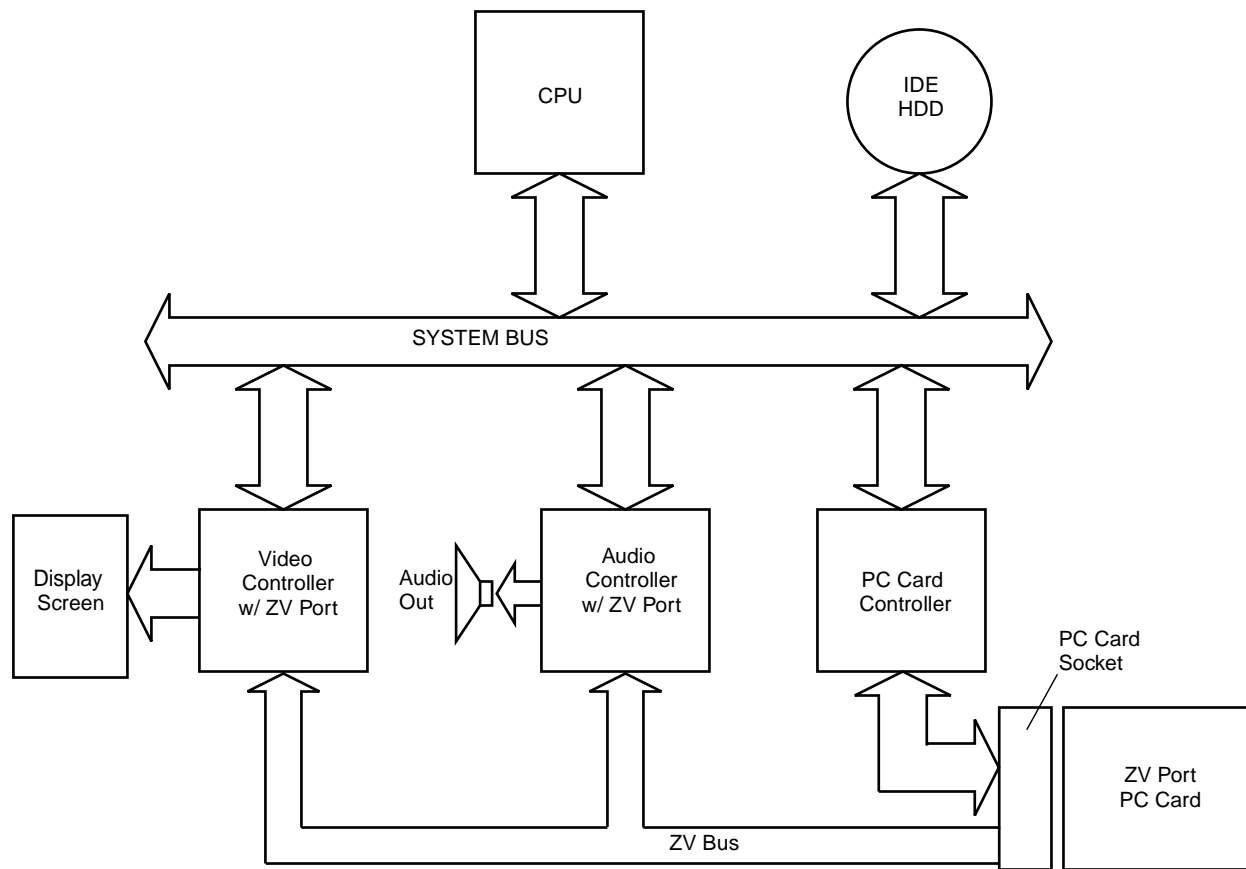 CPU
IDE
HDD
SYSTEM BUS
Display
Screen
Video
Controller
w/ ZV Port
Audio
Out
Audio
Controller
w/ ZV Port
PC Card
Controller
PC Card
Socket
ZV Port
PC Card
ZV Bus